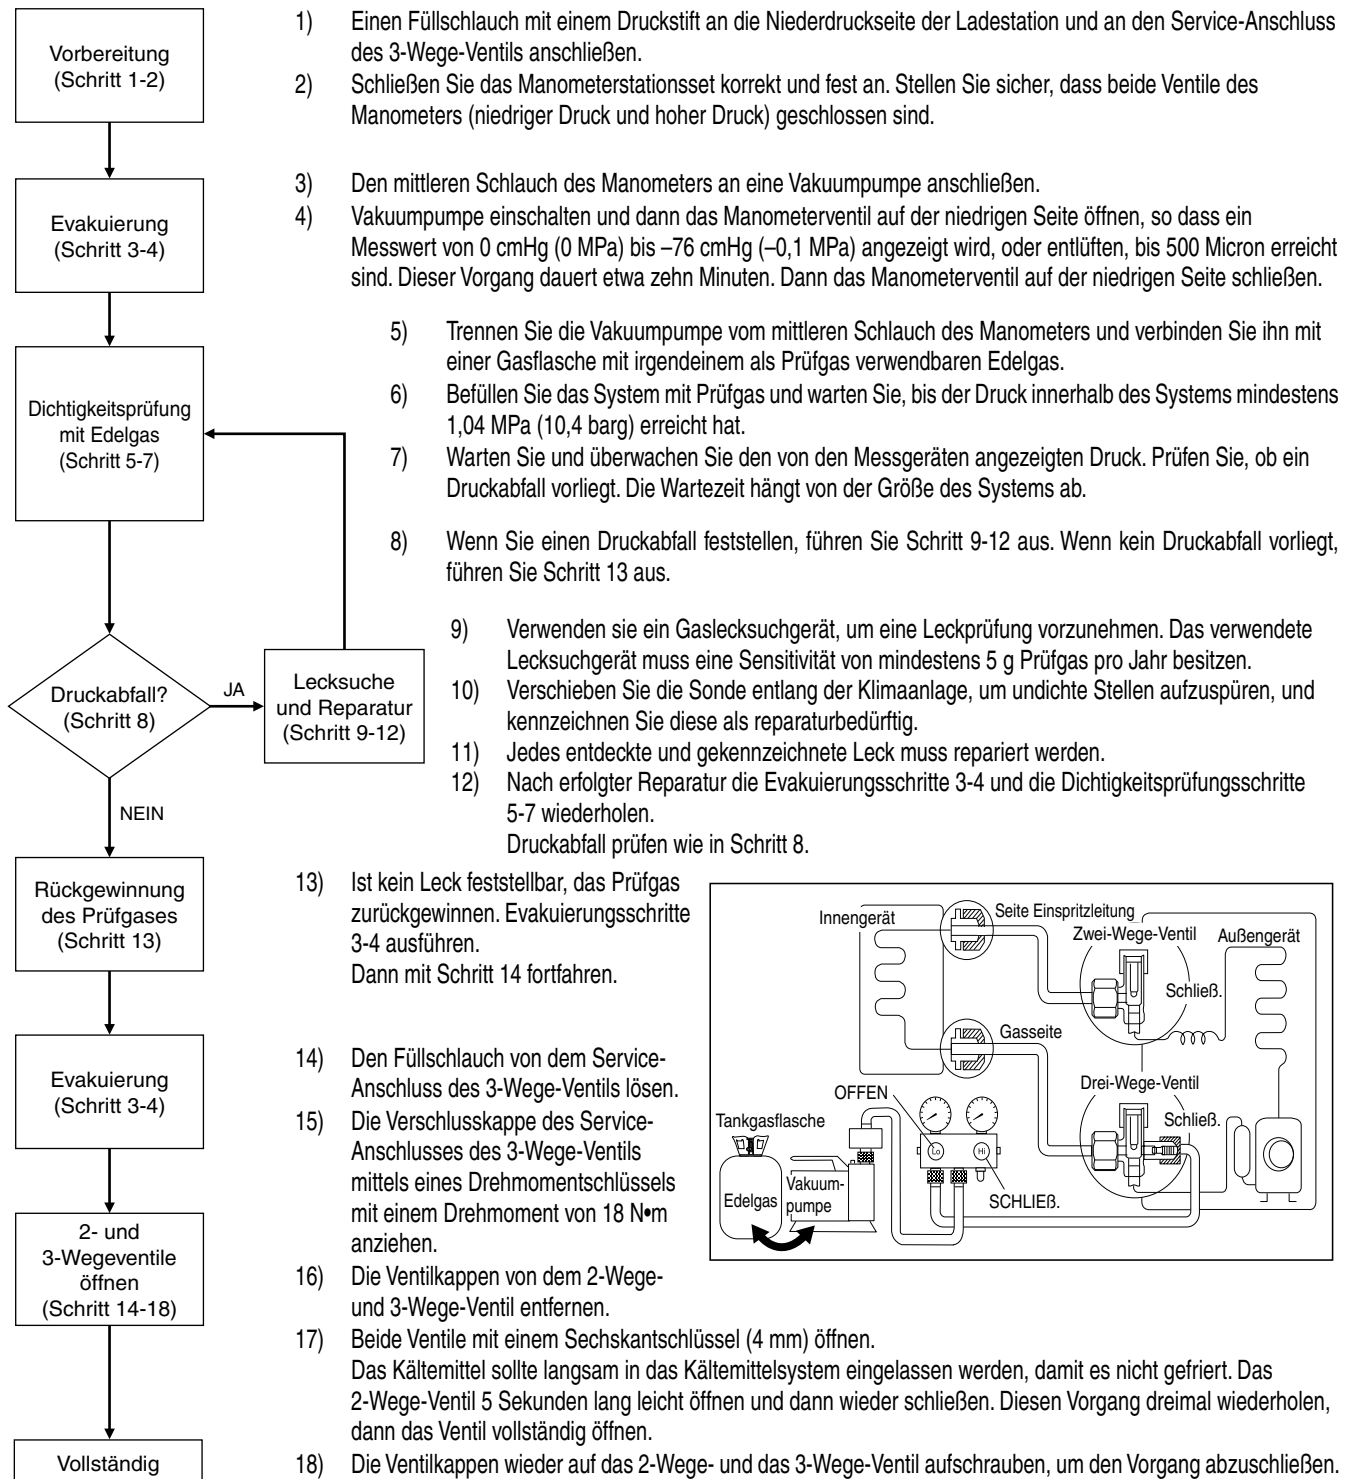 Vorbereitung
(Schritt 1-2)
1) Einen Füllschlauch mit einem Druckstift an die Niederdruckseite der Ladestation und an den Service-Anschluss
des 3-Wege-Ventils anschließen.
2) Schließen Sie das Manometerstationsset korrekt und fest an. Stellen Sie sicher, dass beide Ventile des
Manometers (niedriger Druck und hoher Druck) geschlossen sind.
Evakuierung
(Schritt 3-4)
3) Den mittleren Schlauch des Manometers an eine Vakuumpumpe anschließen.
4) Vakuumpumpe einschalten und dann das Manometerventil auf der niedrigen Seite öffnen, so dass ein
Messwert von 0 cmHg (0 MPa) bis –76 cmHg (–0,1 MPa) angezeigt wird, oder entlüften, bis 500 Micron erreicht
sind. Dieser Vorgang dauert etwa zehn Minuten. Dann das Manometerventil auf der niedrigen Seite schließen.
Dichtigkeitsprüfung
mit Edelgas
(Schritt 5-7)
5) Trennen Sie die Vakuumpumpe vom mittleren Schlauch des Manometers und verbinden Sie ihn mit
einer Gasflasche mit irgendeinem als Prüfgas verwendbaren Edelgas.
6) Befüllen Sie das System mit Prüfgas und warten Sie, bis der Druck innerhalb des Systems mindestens
1,04 MPa (10,4 barg) erreicht hat.
7) Warten Sie und überwachen Sie den von den Messgeräten angezeigten Druck. Prüfen Sie, ob ein
Druckabfall vorliegt. Die Wartezeit hängt von der Größe des Systems ab.
Druckabfall?
(Schritt 8)
JA
NEIN
8) Wenn Sie einen Druckabfall feststellen, führen Sie Schritt 9-12 aus. Wenn kein Druckabfall vorliegt,
führen Sie Schritt 13 aus.
Lecksuche
und Reparatur
(Schritt 9-12)
9) Verwenden sie ein Gaslecksuchgerät, um eine Leckprüfung vorzunehmen. Das verwendete
Lecksuchgerät muss eine Sensitivität von mindestens 5 g Prüfgas pro Jahr besitzen.
10) Verschieben Sie die Sonde entlang der Klimaanlage, um undichte Stellen aufzuspüren, und
kennzeichnen Sie diese als reparaturbedürftig.
11) Jedes entdeckte und gekennzeichnete Leck muss repariert werden.
12) Nach erfolgter Reparatur die Evakuierungsschritte 3-4 und die Dichtigkeitsprüfungsschritte
5-7 wiederholen.
Druckabfall prüfen wie in Schritt 8.
Rückgewinnung
des Prüfgases
(Schritt 13)
13) Ist kein Leck feststellbar, das Prüfgas
zurückgewinnen. Evakuierungsschritte
3-4 ausführen.
Dann mit Schritt 14 fortfahren.
Evakuierung
(Schritt 3-4)
2- und
3-Wegeventile
öffnen
(Schritt 14-18)
14) Den Füllschlauch von dem Service-
Anschluss des 3-Wege-Ventils lösen.
15) Die Verschlusskappe des Service-
Anschlusses des 3-Wege-Ventils
mittels eines Drehmomentschlüssels
mit einem Drehmoment von 18 N•m
anziehen.
16) Die Ventilkappen von dem 2-Wege-
und 3-Wege-Ventil entfernen.
17) Beide Ventile mit einem Sechskantschlüssel (4 mm) öffnen.
Das Kältemittel sollte langsam in das Kältemittelsystem eingelassen werden, damit es nicht gefriert. Das
2-Wege-Ventil 5 Sekunden lang leicht öffnen und dann wieder schließen. Diesen Vorgang dreimal wiederholen,
dann das Ventil vollständig öffnen.
Vollständig
18) Die Ventilkappen wieder auf das 2-Wege- und das 3-Wege-Ventil aufschrauben, um den Vorgang abzuschließen.
Innengerät
Seite Einspritzleitung
Zwei-Wege-Ventil
Außengerät
Schließ.
Gasseite
Drei-Wege-Ventil
Schließ.
OFFEN
Tankgasflasche
Lo
Hi
Edelgas
Vakuum-
pumpe
SCHLIEß.